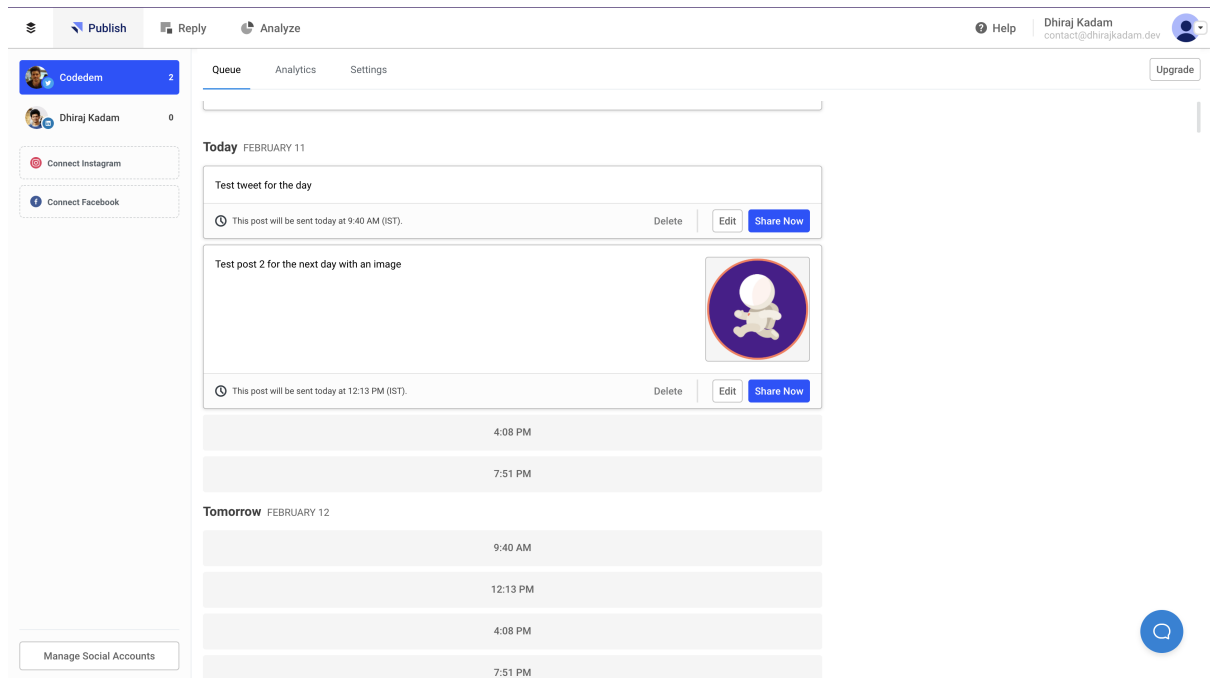 Publish
Reply
Analyze
Help
Dhiraj Kadam
contact@dhirajkadam.dev
Codedem 2
Dhiraj Kadam 0
Connect Instagram
Connect Facebook
Manage Social Accounts
Queue
Analytics
Settings
Upgrade
Today FEBRUARY 11
Test tweet for the day
This post will be sent today at 9:40 AM (IST).
Delete
Edit
Share Now
Test post 2 for the next day with an image
This post will be sent today at 12:13 PM (IST).
Delete
Edit
Share Now
4:08 PM
7:51 PM
Tomorrow FEBRUARY 12
9:40 AM
12:13 PM
4:08 PM
7:51 PM